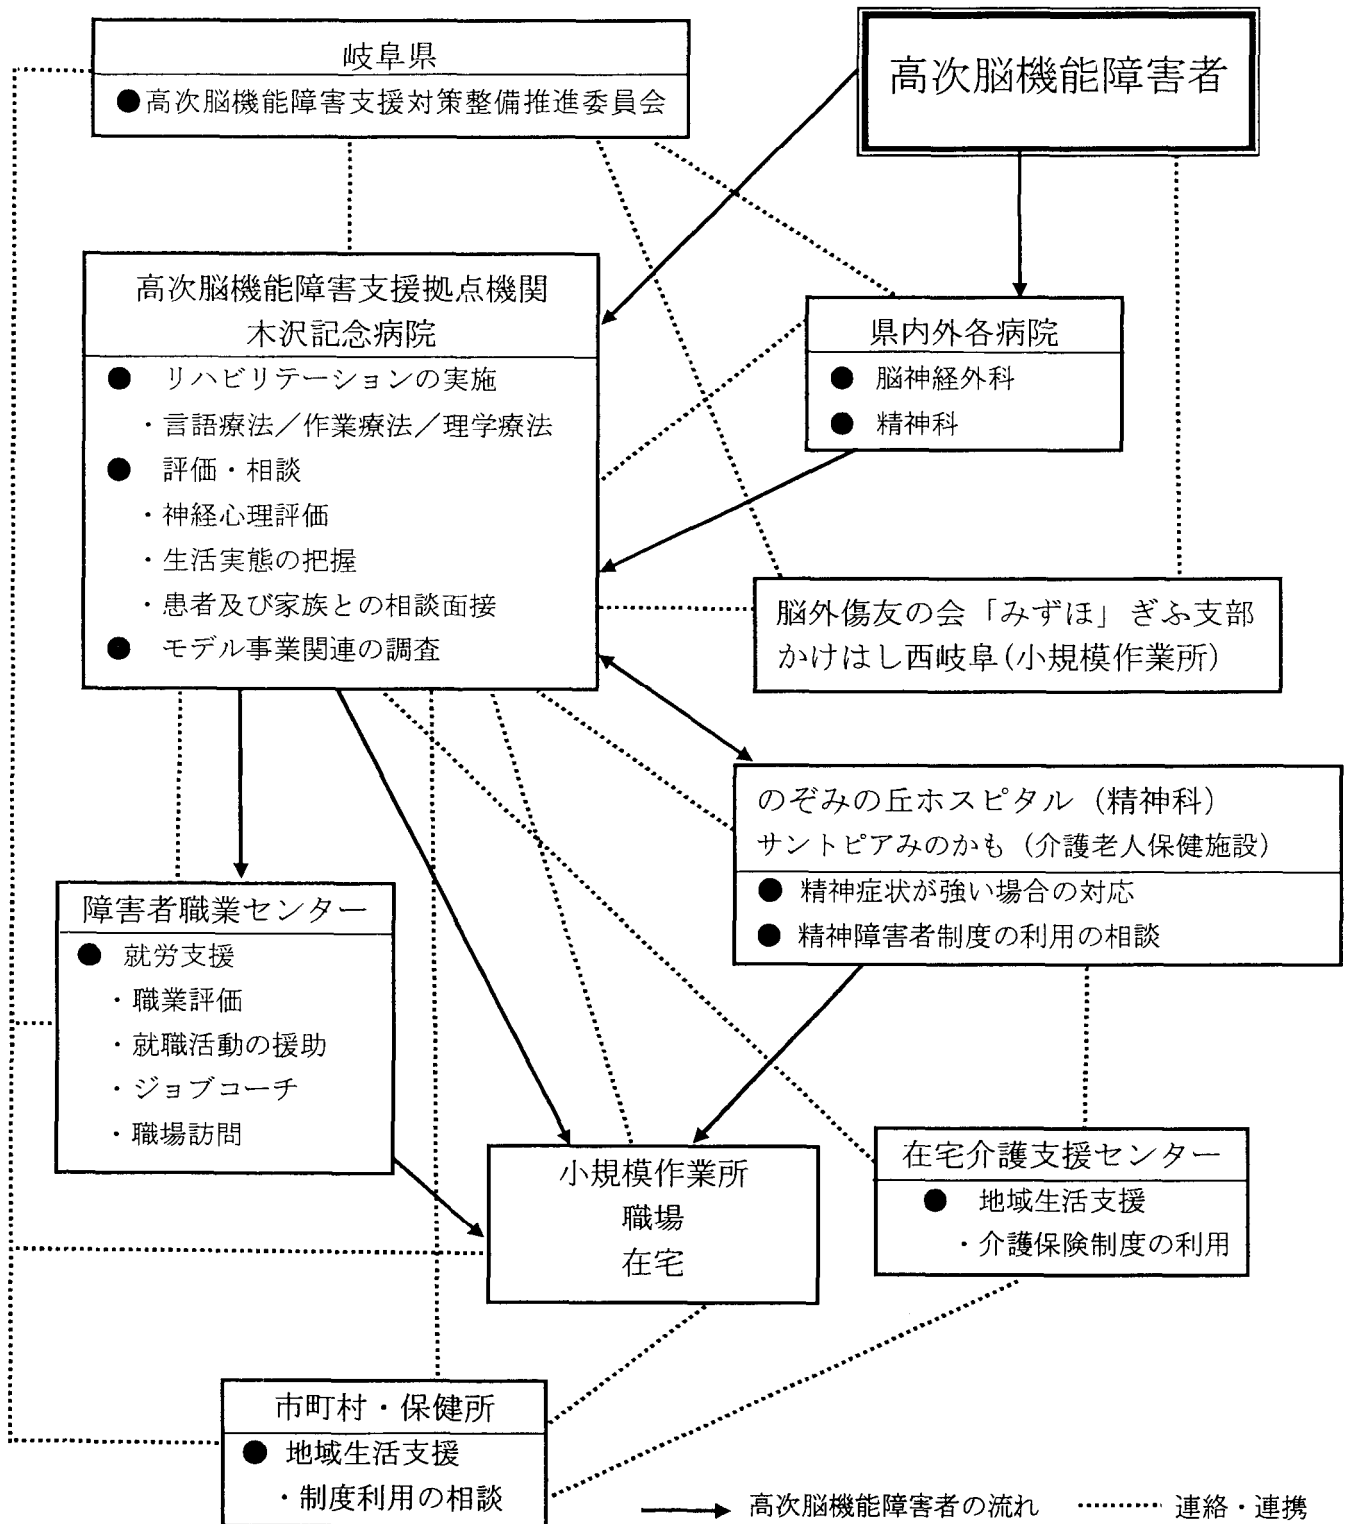 岐阜県
●高次脳機能障害支援対策整備推進委員会
高次脳機能障害者
高次脳機能障害支援拠点機関
木沢記念病院
● リハビリテーションの実施
・言語療法／作業療法／理学療法
● 評価・相談
・神経心理評価
・生活実態の把握
・患者及び家族との相談面接
● モデル事業関連の調査
県内外各病院
● 脳神経外科
● 精神科
脳外傷友の会「みずほ」ぎふ支部
かけはし西岐阜(小規模作業所)
のぞみの丘ホスピタル（精神科）
サントピアみのかも（介護老人保健施設）
● 精神症状が強い場合の対応
● 精神障害者制度の利用の相談
障害者職業センター
● 就労支援
・職業評価
・就職活動の援助
・ジョブコーチ
・職場訪問
小規模作業所
職場
在宅
在宅介護支援センター
● 地域生活支援
・介護保険制度の利用
市町村・保健所
● 地域生活支援
・制度利用の相談
高次脳機能障害者の流れ
連絡・連携